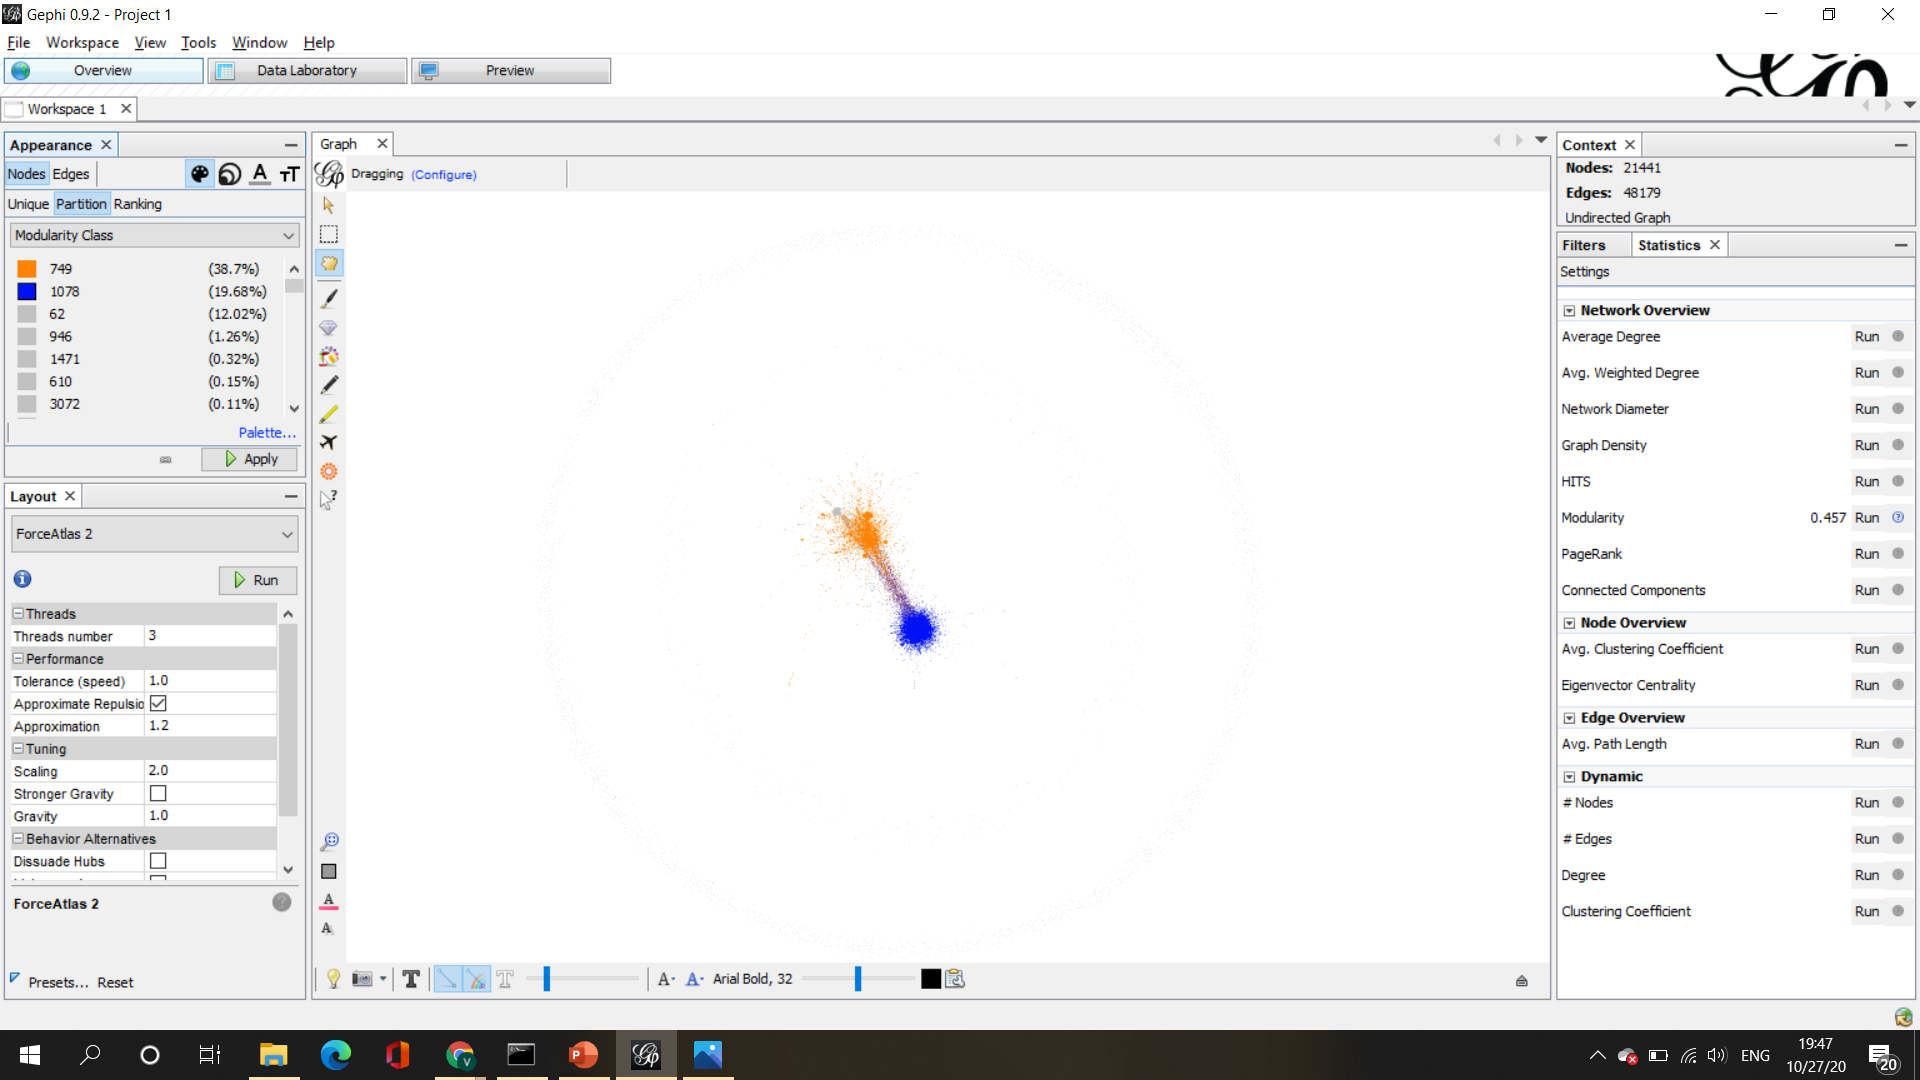 Gephi 0.9.2 - Project 1
File Workspace View Tools Window Help
Overview Data Laboratory Preview
Workspace 1
Appearance
Nodes Edges
Unique Partition Ranking
Modularity Class
749 (38.7%)
1078 (19.68%)
62 (12.02%)
946 (1.26%)
1471 (0.32%)
610 (0.15%)
3072 (0.11%)
Palette...
Apply
Layout
ForceAtlas 2
Run
Threads
Threads number 3
Performance
Tolerance (speed) 1.0
Approximate Repulsio
Approximation 1.2
Tuning
Scaling 2.0
Stronger Gravity
Gravity 1.0
Behavior Alternatives
Dissuade Hubs
ForceAtlas 2
Presets... Reset
Graph
Dragging (Configure)
Arial Bold, 32
Context
Nodes: 21441
Edges: 48179
Undirected Graph
Filters Statistics
Settings
Network Overview
Average Degree Run
Avg. Weighted Degree Run
Network Diameter Run
Graph Density Run
HITS Run
Modularity 0.457 Run
PageRank Run
Connected Components Run
Node Overview
Avg. Clustering Coefficient Run
Eigenvector Centrality Run
Edge Overview
Avg. Path Length Run
Dynamic
# Nodes Run
# Edges Run
Degree Run
Clustering Coefficient Run
ENG
19:47
10/27/20
20